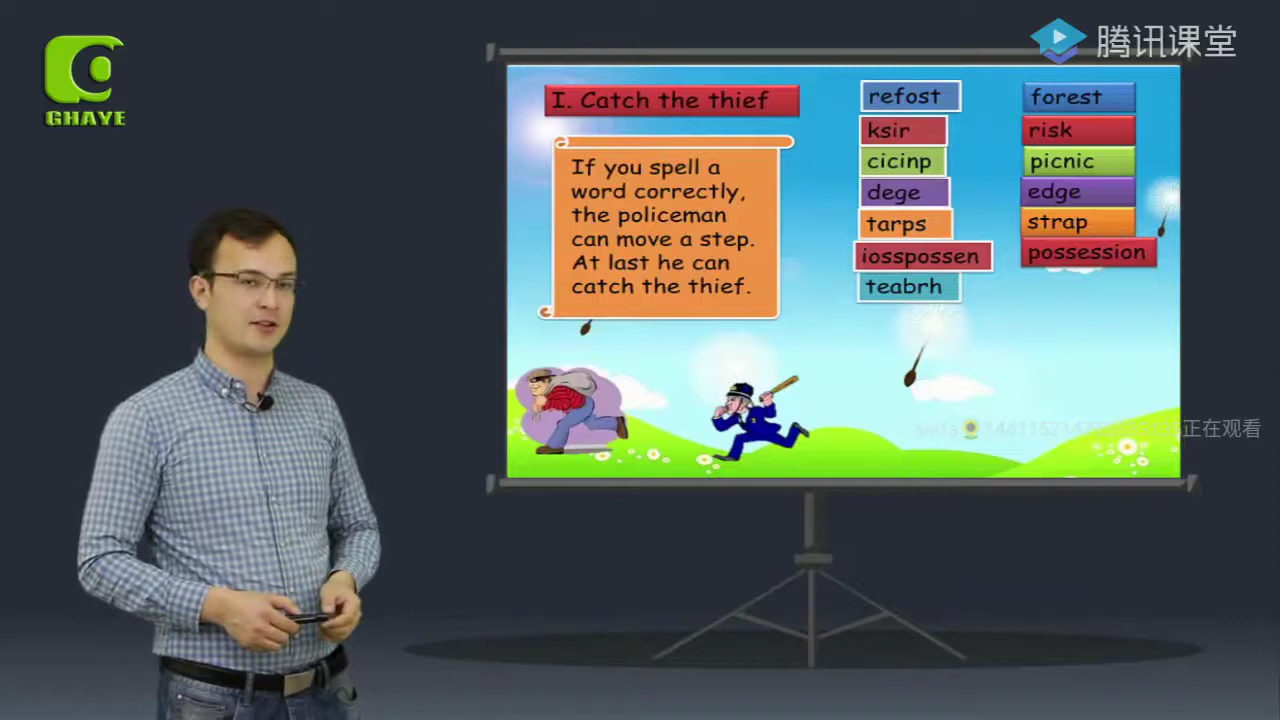 GHAYE
腾讯课堂
I. Catch the thief
If you spell a
word correctly,
the policeman
can move a step.
At last he can
catch the thief.
refost
ksir
cicinp
dege
tarps
iosspossen
teabrh
forest
risk
picnic
edge
strap
possession
正在观看